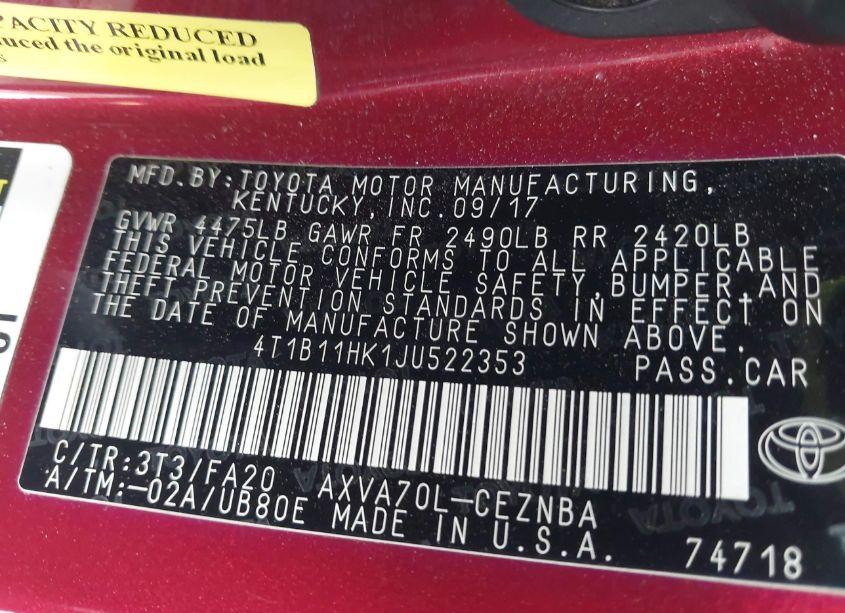 ACITY REDUCED
duced the original load
MFD.BY:TOYOTA MOTOR MANUFACTURING,
KENTUCKY,INC.09/17
GVWR 4475LB GAWR FR 2490LB RR 2420LB
THIS VEHICLE CONFORMS TO ALL APPLICABLE
FEDERAL MOTOR VEHICLE SAFETY,BUMPER,AND
THEFT PREVENTION STANDARDS IN EFFECT ON
THE DATE OF MANUFACTURE SHOWN ABOVE.
4T1B11HK1JU522353 PASS.CAR
C/TR:3T3/FA20 AXVA70L-CEZNBA
A/TM:-02A/UB80E MADE IN U.S.A. 74718